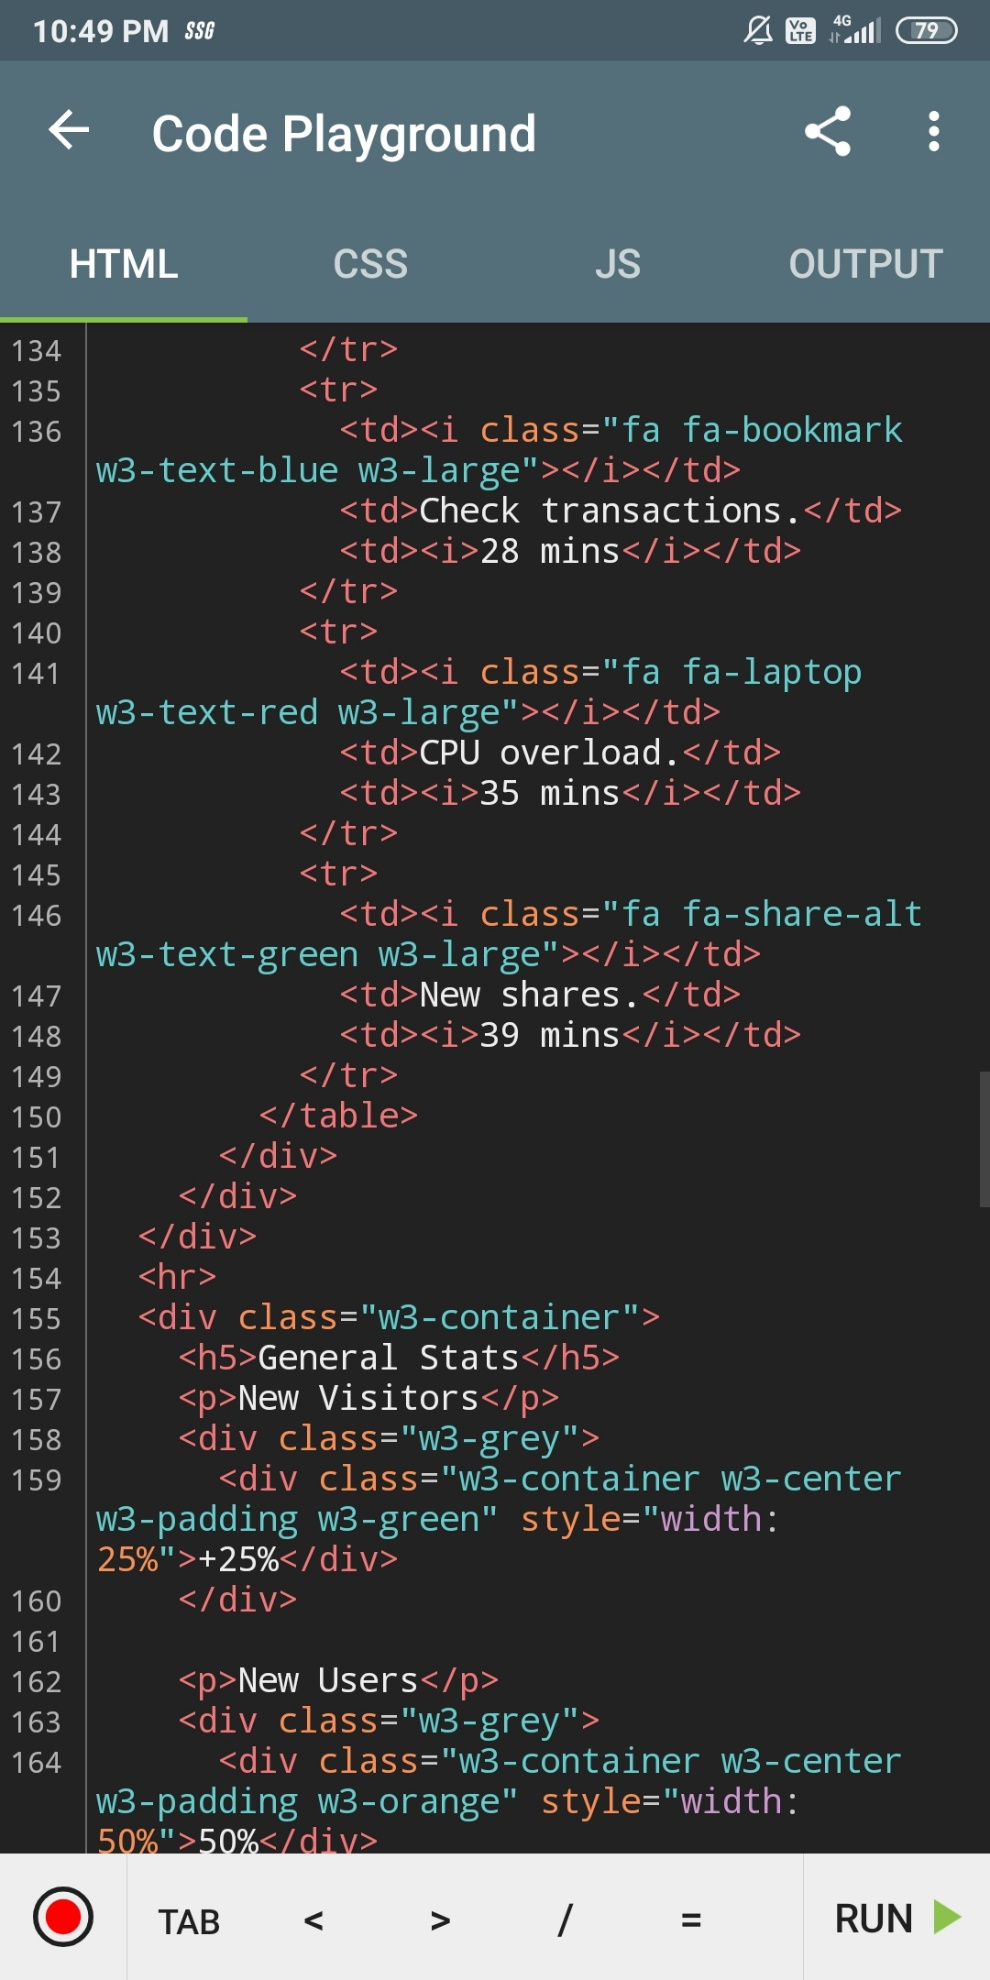 10:49 PM SSG Vo LTE 4G 79
Code Playground
HTML CSS JS OUTPUT
134 </tr>
135 <tr>
136 <td><i class="fa fa-bookmark
w3-text-blue w3-large"></i></td>
137 <td>Check transactions.</td>
138 <td><i>28 mins</i></td>
139 </tr>
140 <tr>
141 <td><i class="fa fa-laptop
w3-text-red w3-large"></i></td>
142 <td>CPU overload.</td>
143 <td><i>35 mins</i></td>
144 </tr>
145 <tr>
146 <td><i class="fa fa-share-alt
w3-text-green w3-large"></i></td>
147 <td>New shares.</td>
148 <td><i>39 mins</i></td>
149 </tr>
150 </table>
151 </div>
152 </div>
153 </div>
154 <hr>
155 <div class="w3-container">
156 <h5>General Stats</h5>
157 <p>New Visitors</p>
158 <div class="w3-grey">
159 <div class="w3-container w3-center
w3-padding w3-green" style="width:
25%">+25%</div>
160 </div>
161
162 <p>New Users</p>
163 <div class="w3-grey">
164 <div class="w3-container w3-center
w3-padding w3-orange" style="width:
50%">50%</div>
TAB < > / = RUN